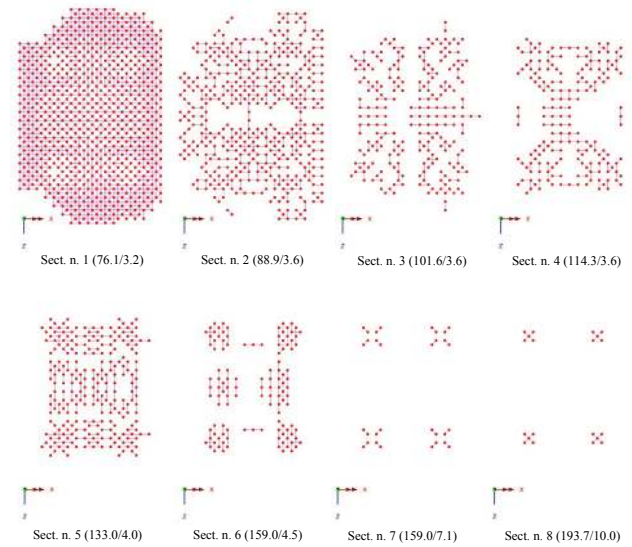 Sect. n. 1 (76.1/3.2)
Sect. n. 2 (88.9/3.6)
Sect. n. 3 (101.6/3.6)
Sect. n. 4 (114.3/3.6)
Sect. n. 5 (133.0/4.0)
Sect. n. 6 (159.0/4.5)
Sect. n. 7 (159.0/7.1)
Sect. n. 8 (193.7/10.0)